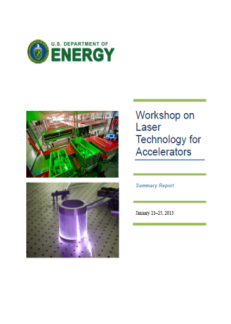 U.S. DEPARTMENT OF
ENERGY
Workshop on
Laser
Technology for
Accelerators
Summary Report
January 23–25, 2013